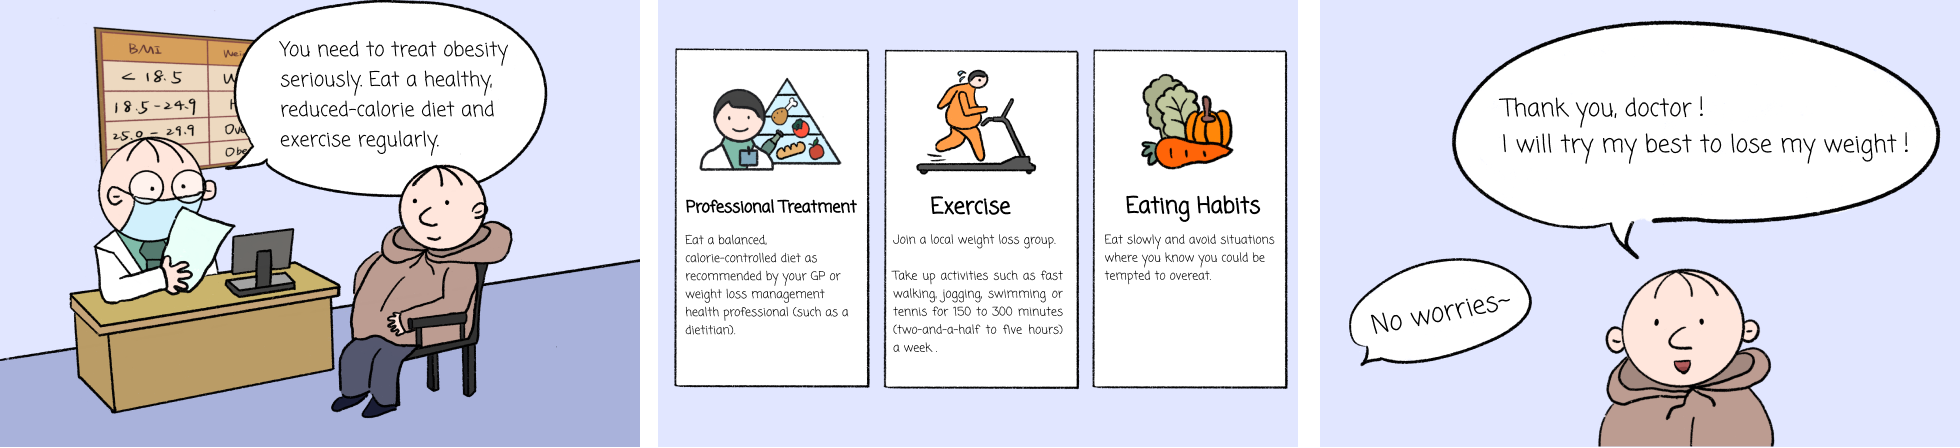 BMI
< 18.5
18.5-24.9
25.0-29.9
You need to treat obesity
seriously. Eat a healthy,
reduced-calorie diet and
exercise regularly.
Professional Treatment
Eat a balanced,
calorie-controlled diet as
recommended by your GP or
weight loss management
health professional (such as a
dietitian).
Exercise
Join a local weight loss group.
Take up activities such as fast
walking, jogging, swimming or
tennis for 150 to 300 minutes
(two-and-a-half to five hours)
a week .
Eating Habits
Eat slowly and avoid situations
where you know you could be
tempted to overeat.
Thank you, doctor !
I will try my best to lose my weight !
No worries~